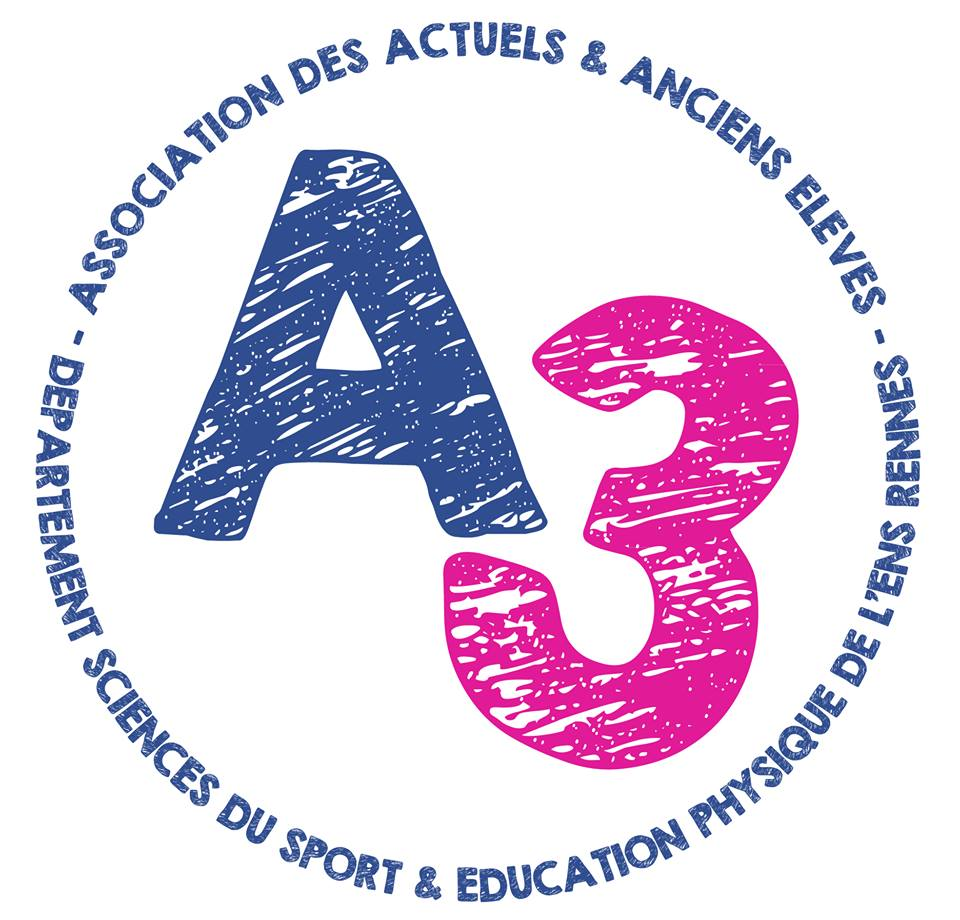 - ASSOCIATION DES ACTUELS & ANCIENS ELEVES -
DEPARTEMENT SCIENCES DU SPORT & EDUCATION PHYSIQUE DE L'ENS RENNES
A3